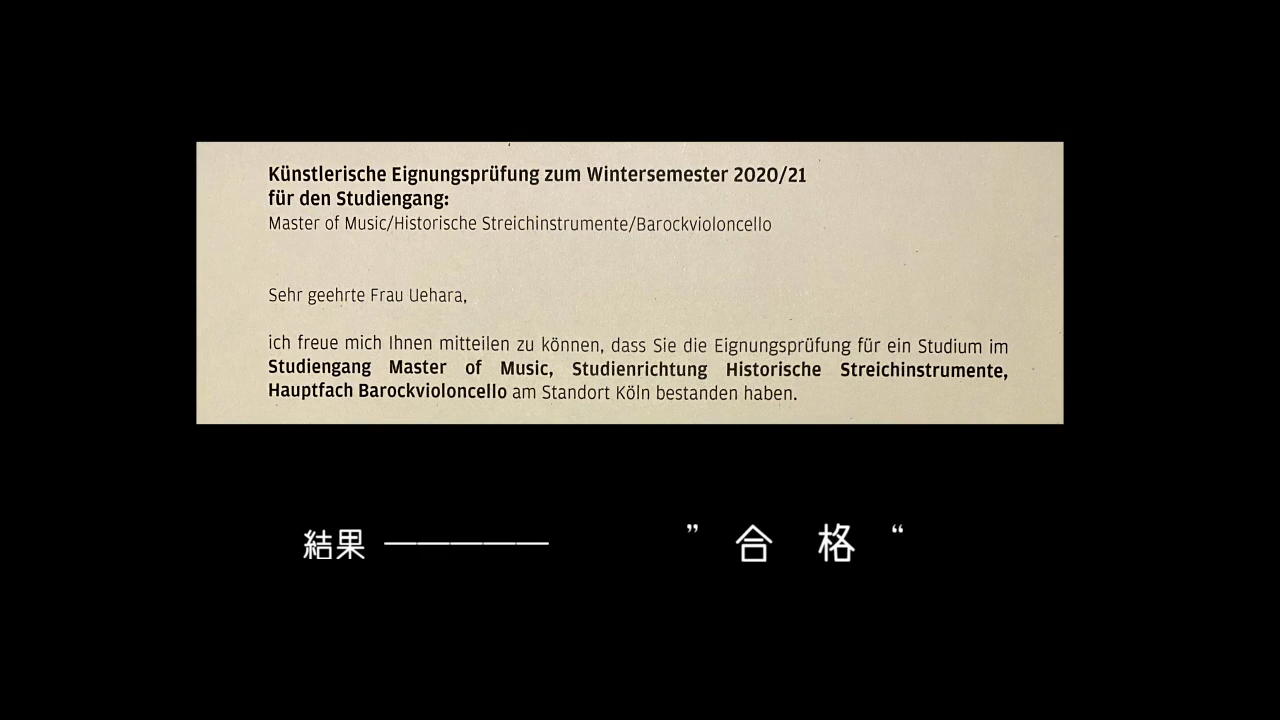 Künstlerische Eignungsprüfung zum Wintersemester 2020/21
für den Studiengang:
Master of Music/Historische Streichinstrumente/Barockvioloncello
Sehr geehrte Frau Uehara,
ich freue mich Ihnen mitteilen zu können, dass Sie die Eignungsprüfung für ein Studium im
Studiengang Master of Music, Studienrichtung Historische Streichinstrumente,
Hauptfach Barockvioloncello am Standort Köln bestanden haben.
結果 ————— ” 合 格 “